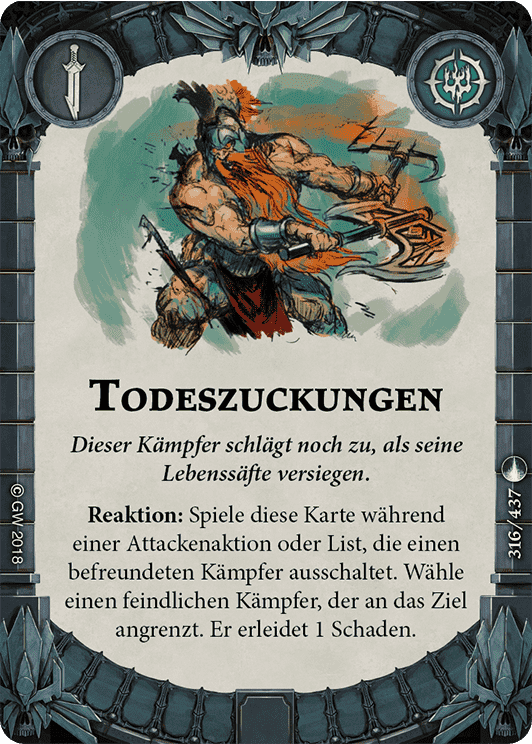 Todeszuckungen
Dieser Kämpfer schlägt noch zu, als seine
Lebenssäfte versiegen.
Reaktion: Spiele diese Karte während
einer Attackenaktion oder List, die einen
befreundeten Kämpfer ausschaltet. Wähle
einen feindlichen Kämpfer, der an das Ziel
angrenzt. Er erleidet 1 Schaden.
© GW 2018
316/437